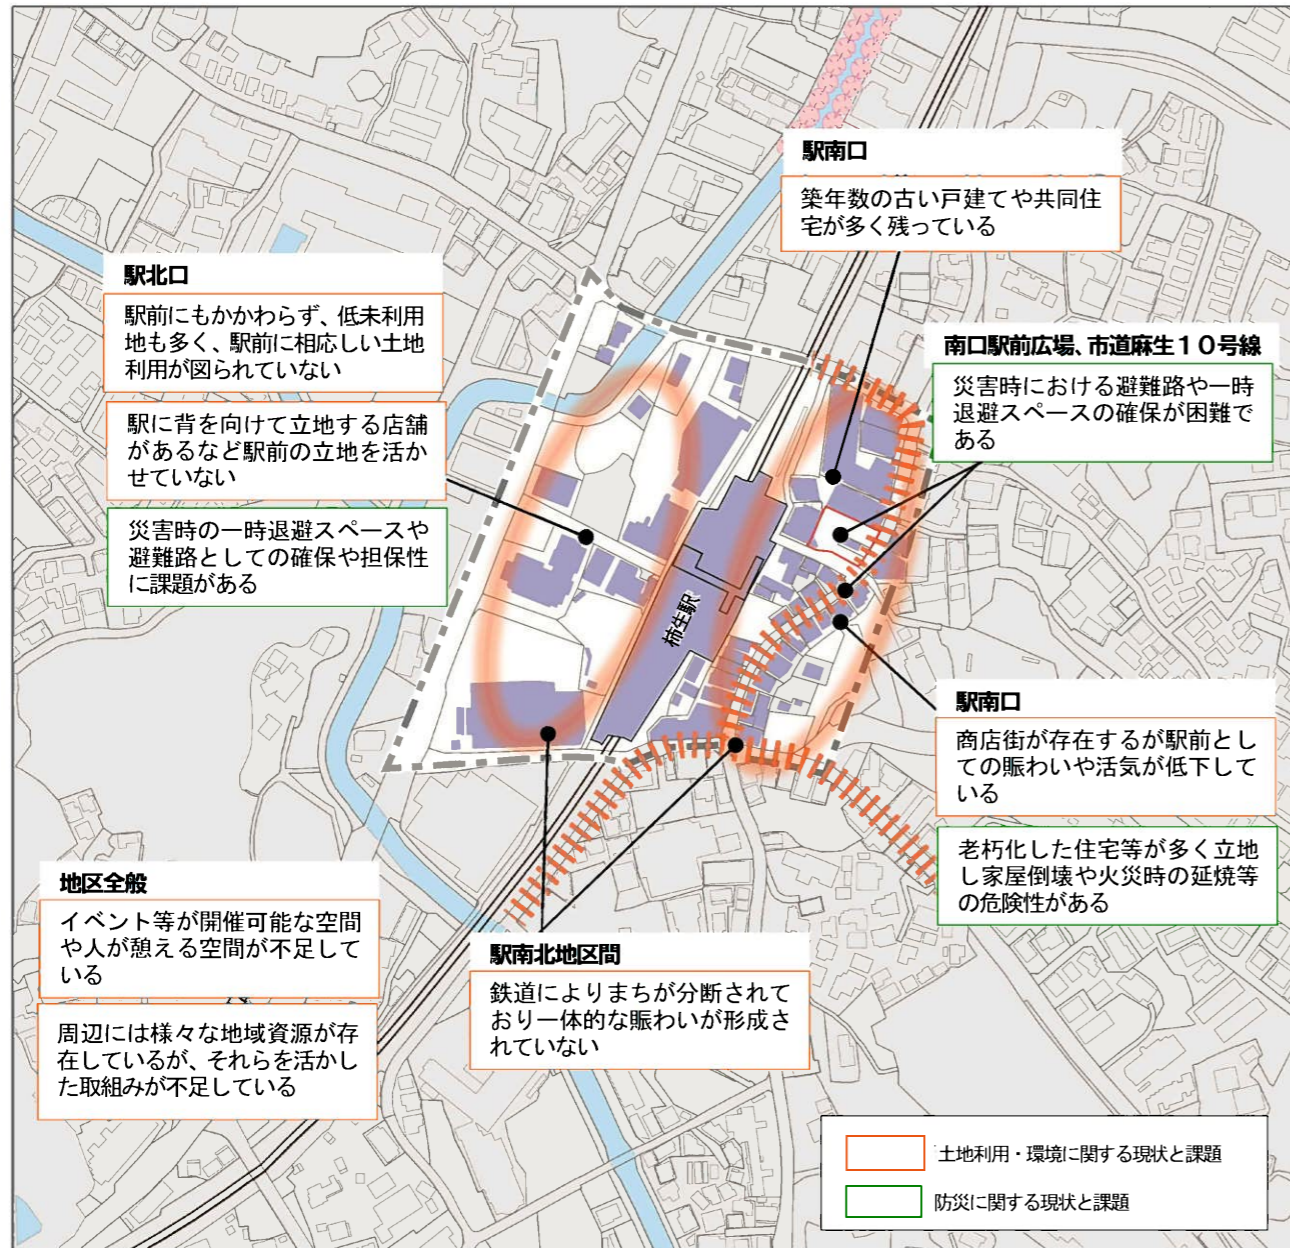 駅南口
築年数の古い戸建てや共同住
宅が多く残っている
駅北口
駅前にもかかわらず、低未利用
地も多く、駅前に相応しい土地
利用が図られていない
駅に背を向けて立地する店舗
があるなど駅前の立地を活か
せていない
災害時の一時退避スペースや
避難路としての確保や担保性
に課題がある
南口駅前広場、市道麻生１０号線
災害時における避難路や一時
退避スペースの確保が困難で
ある
柿生駅
駅南口
商店街が存在するが駅前とし
ての賑わいや活気が低下して
いる
老朽化した住宅等が多く立地
し家屋倒壊や火災時の延焼等
の危険性がある
地区全般
イベント等が開催可能な空間
や人が憩える空間が不足して
いる
周辺には様々な地域資源が存
在しているが、それらを活かし
た取組みが不足している
駅南北地区間
鉄道によりまちが分断されて
おり一体的な賑わいが形成さ
れていない
土地利用・環境に関する現状と課題
防災に関する現状と課題